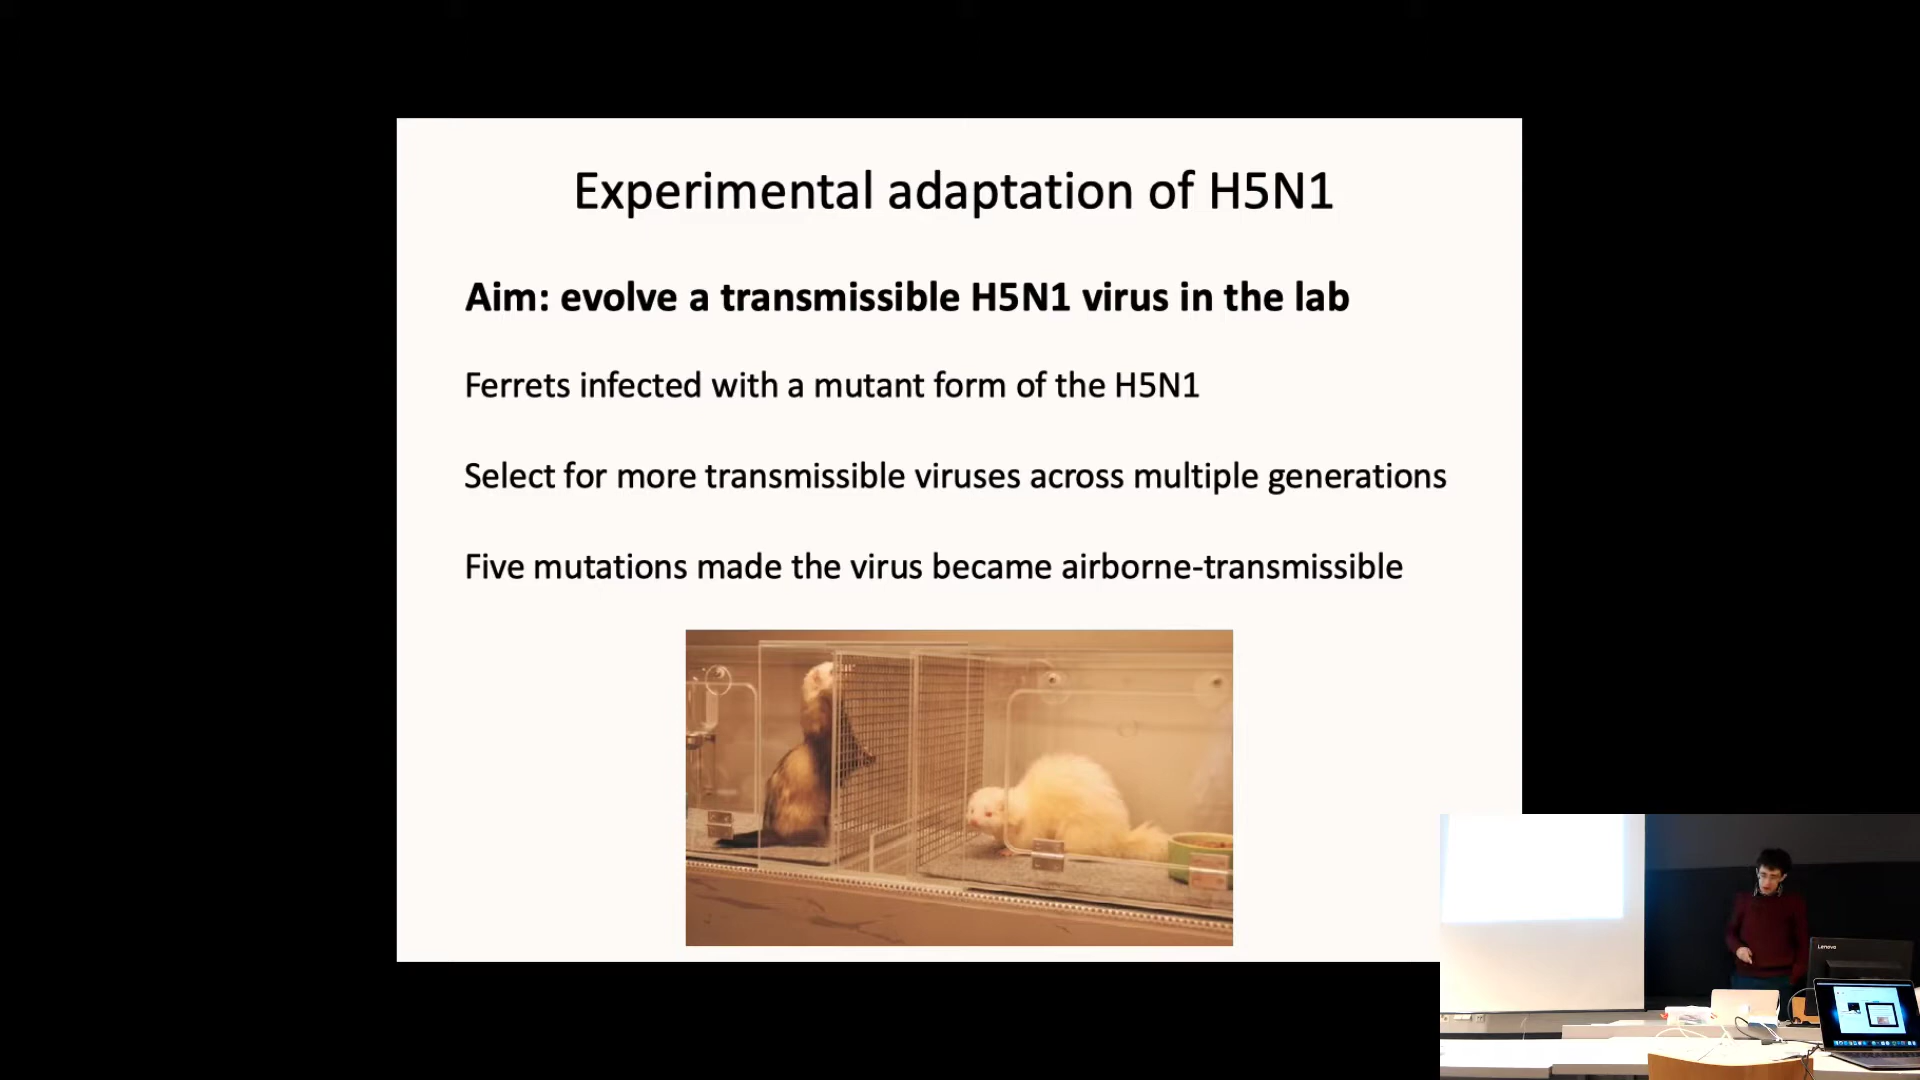 Experimental adaptation of H5N1
Aim: evolve a transmissible H5N1 virus in the lab
Ferrets infected with a mutant form of the H5N1
Select for more transmissible viruses across multiple generations
Five mutations made the virus became airborne-transmissible
Lenovo